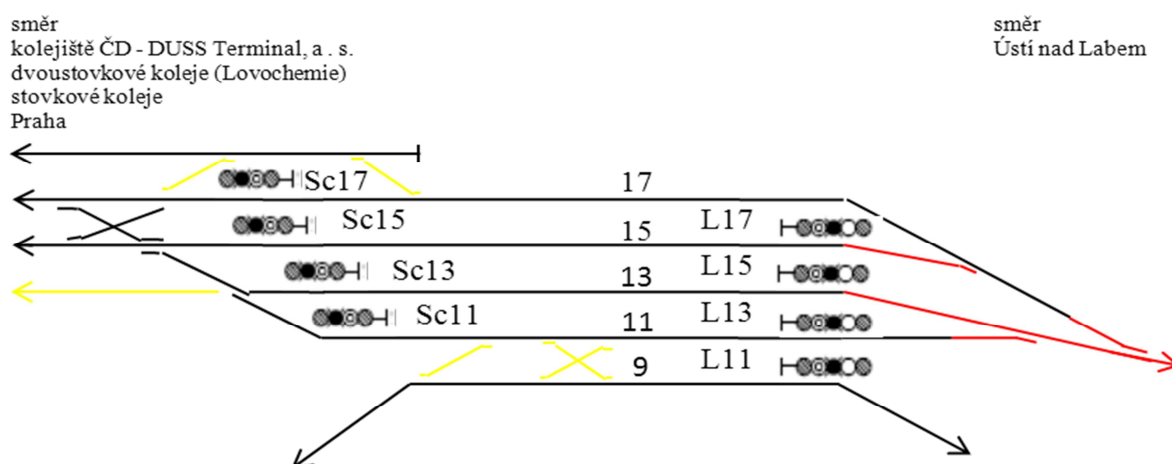 směr
kolejiště ČD - DUSS Terminal, a . s.
dvoustovkové koleje (Lovochemie)
stovkové koleje
Praha
směr
Ústí nad Labem
Sc17
17
Sc15
15
L17
Sc13
13
L15
Sc11
11
L13
9
L11